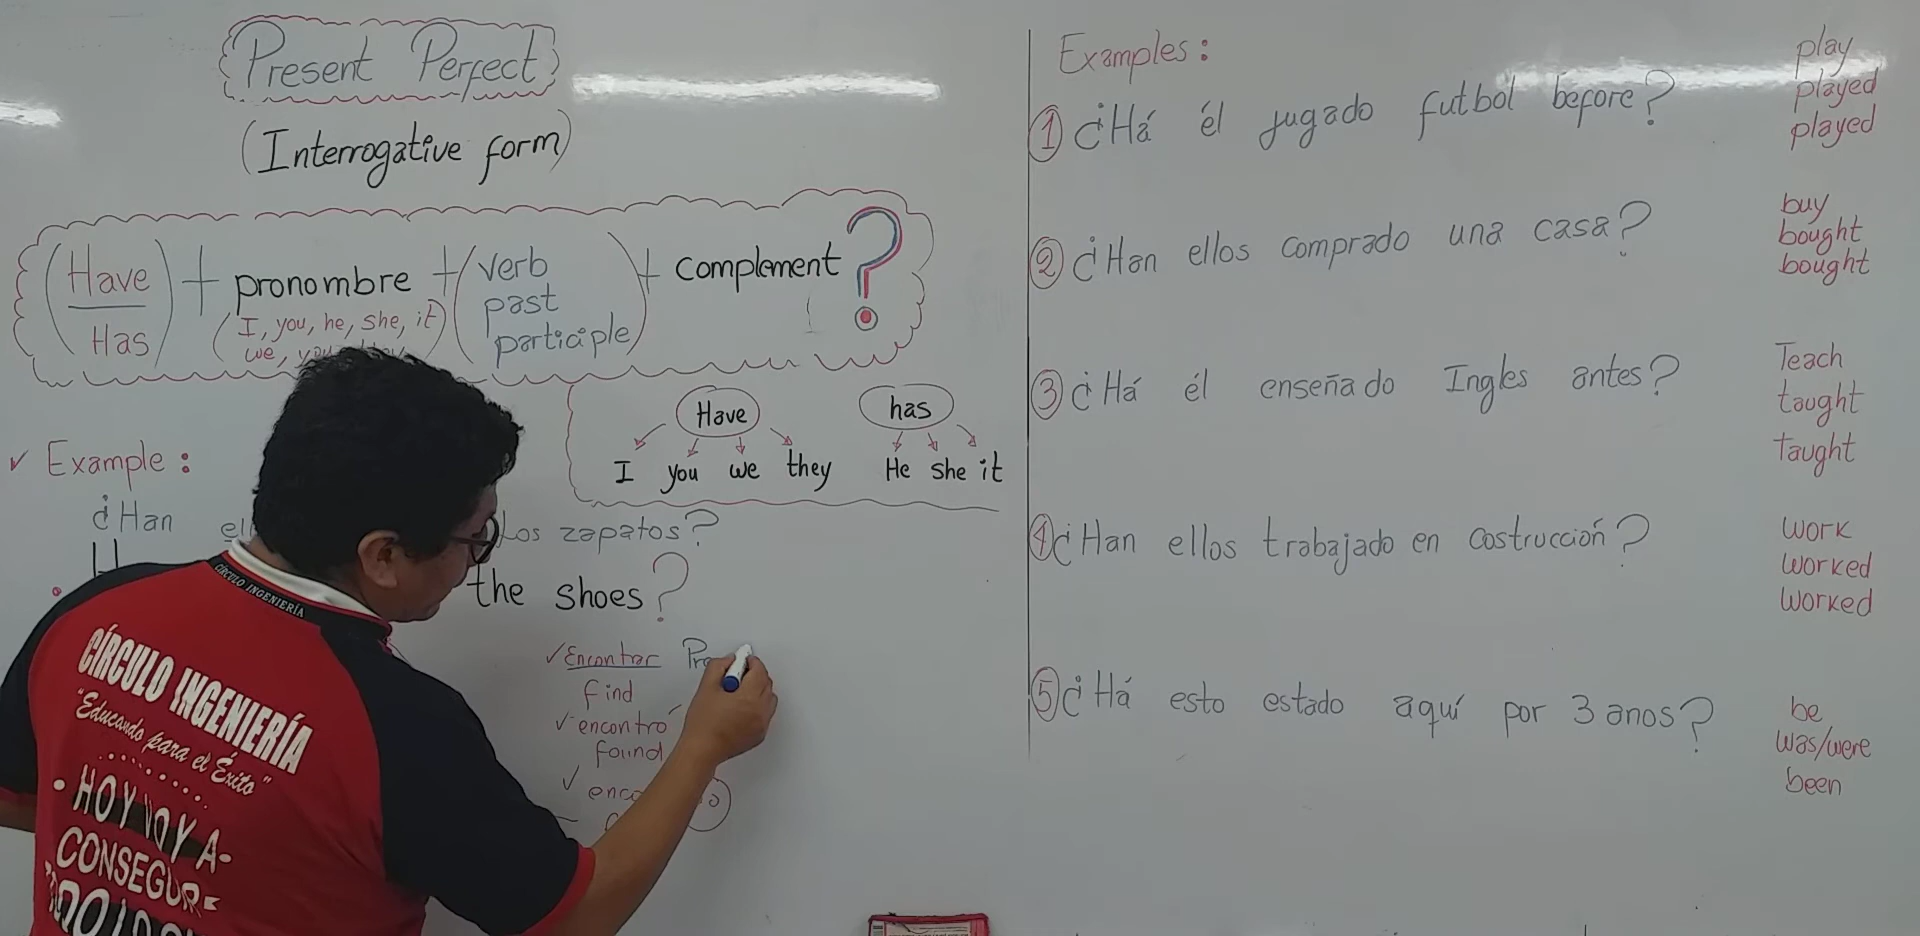 Present Perfect
(Interrogative form)
(Have Has) + pronombre + (verb past participle) + complement?
(I, you, he, she, it)
we,
Have has
I you we they He she it
✓ Example:
¿Han Los zapatos?
the shoes?
✓ Encontrar
find
✓ encontró
found
✓
Examples:
① ¿Há él jugado futbol before?
play
played
played
② ¿Han ellos comprado una casa?
buy
bought
bought
③ ¿Há él enseñado Ingles antes?
Teach
taught
Taught
④ ¿Han ellos trabajado en costrucción?
work
worked
worked
⑤ ¿Há esto estado aquí por 3 anos?
be
was/were
been
CÍRCULO INGENIERÍA
CÍRCULO INGENIERÍA
"Educando para el Éxito"
HOY VOY A